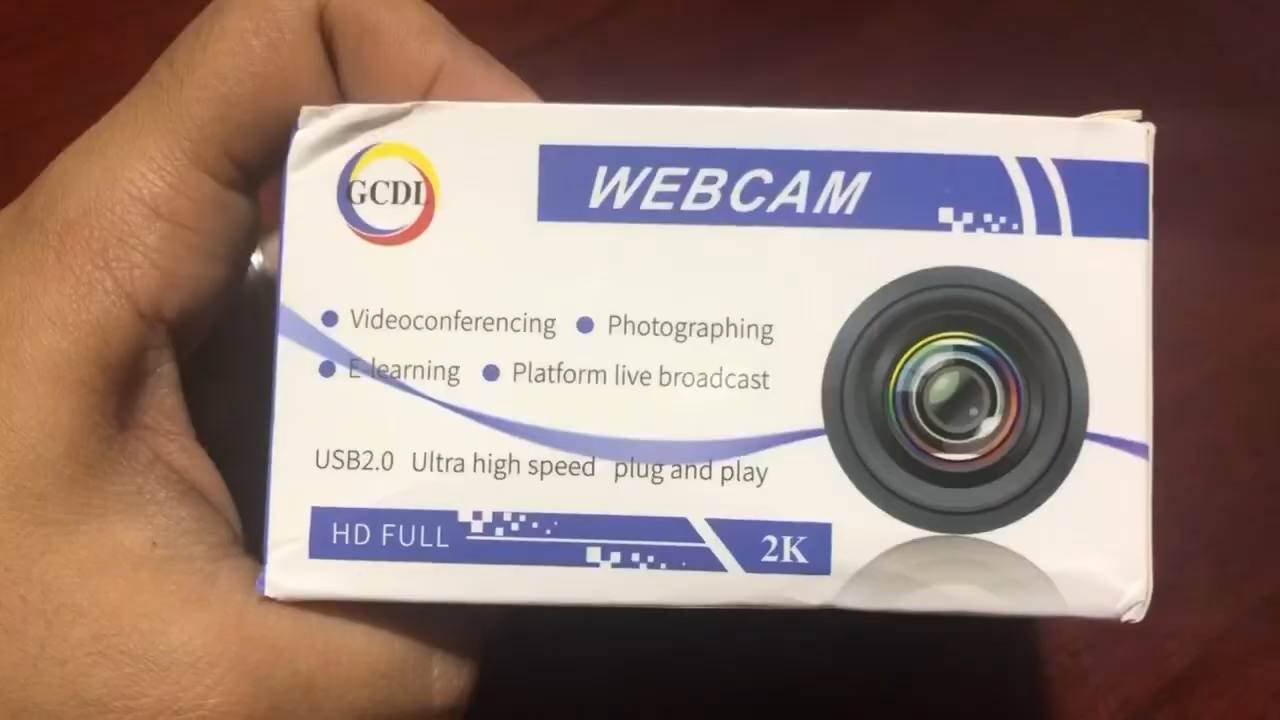 GCDL
WEBCAM
Videoconferencing Photographing
E-learning Platform live broadcast
USB2.0 Ultra high speed plug and play
HD FULL 2K